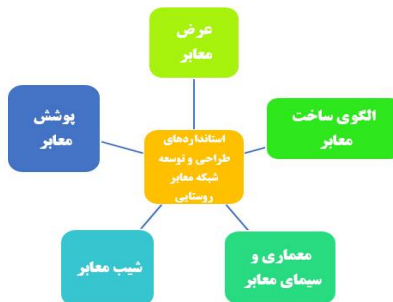 عرض
معابر
الگوی ساخت
معابر
پوشش
معابر
استانداردهای
طراحی و توسعه
شبکه معابر
روستایی
معماری و
سیمای معابر
شیب معابر